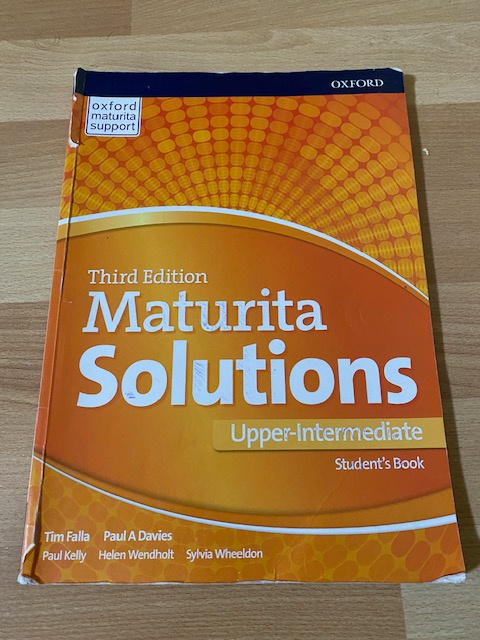 OXFORD
oxford
maturita
support
Third Edition
Maturita
Solutions
Upper-Intermediate
Student's Book
Tim Falla Paul A Davies
Paul Kelly Helen Wendholt Sylvia Wheeldon